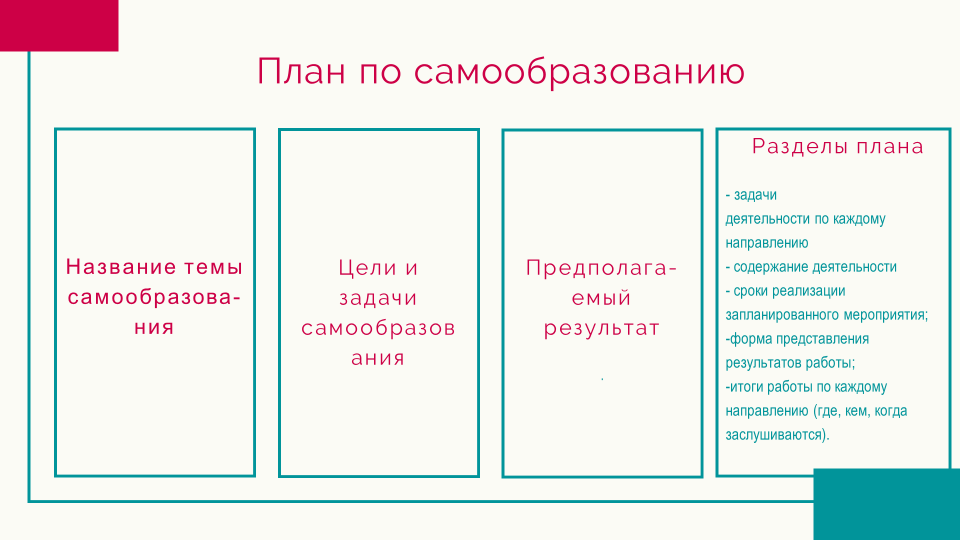 План по самообразованию
Название темы
самообразова-
ния
Цели и
задачи
самообразов
ания
Предполага-
емый
результат
.
Разделы плана
- задачи
деятельности по каждому
направлению
- содержание деятельности
- сроки реализации
запланированного мероприятия;
-форма представления
результатов работы;
-итоги работы по каждому
направлению (где, кем, когда
заслушиваются).